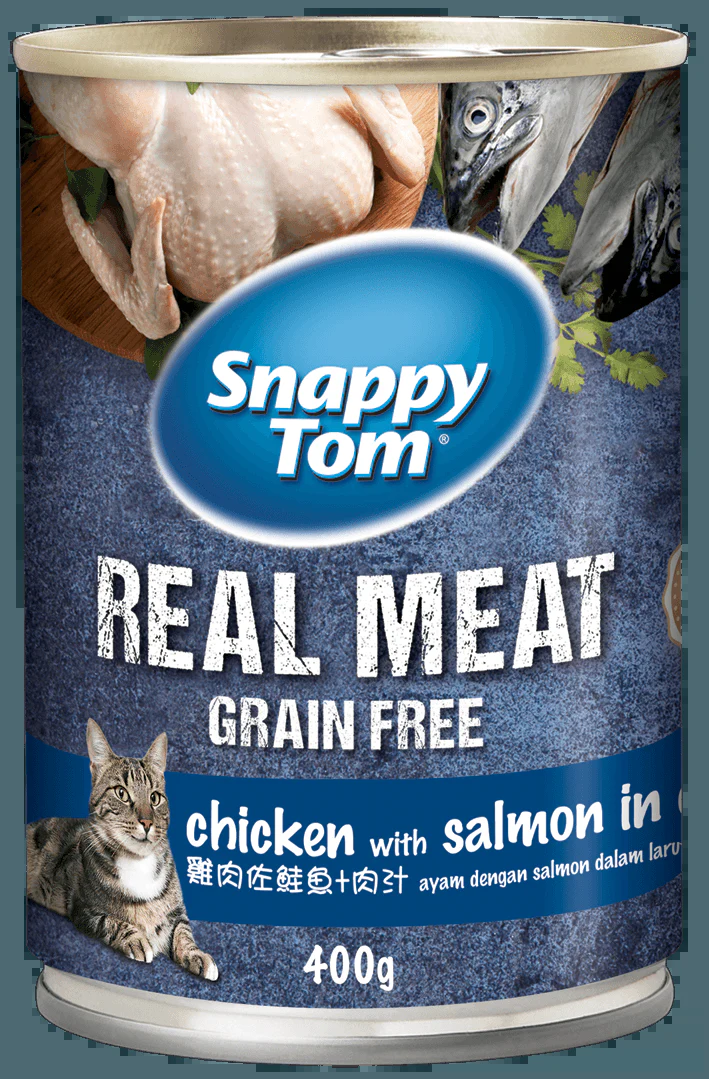 Snappy
Tom®
REAL MEAT
GRAIN FREE
chicken with salmon in
雞肉佐鮭魚+肉汁 ayam dengan salmon dalam
400g